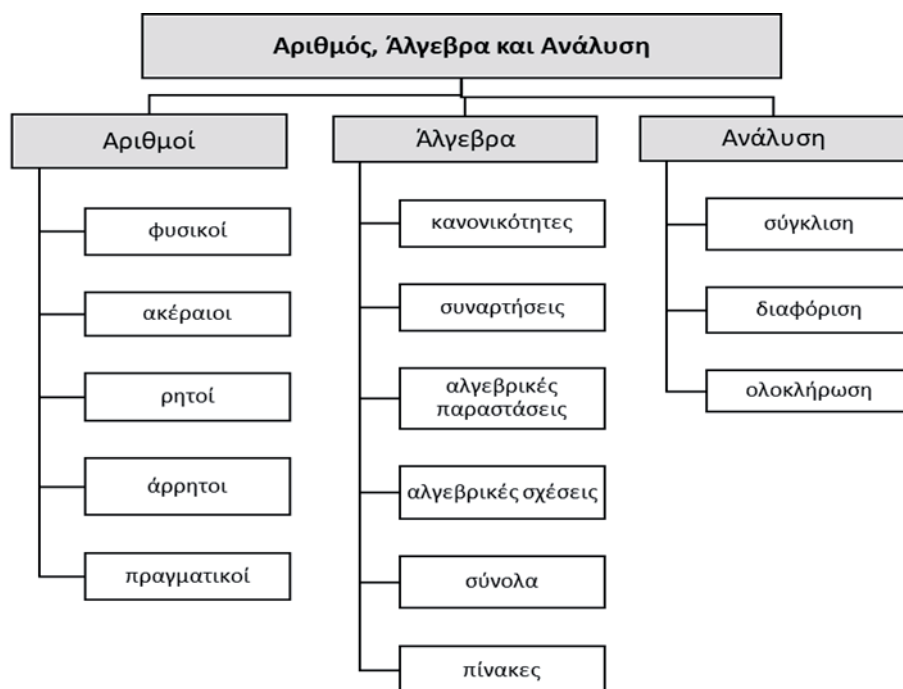 Αριθμός, Άλγεβρα και Ανάλυση
Αριθμοί
φυσικοί
ακέραιοι
ρητοί
άρρητοι
πραγματικοί
Άλγεβρα
κανονικότητες
συναρτήσεις
αλγεβρικές
παραστάσεις
αλγεβρικές σχέσεις
σύνολα
πίνακες
Ανάλυση
σύγκλιση
διαφόριση
ολοκλήρωση